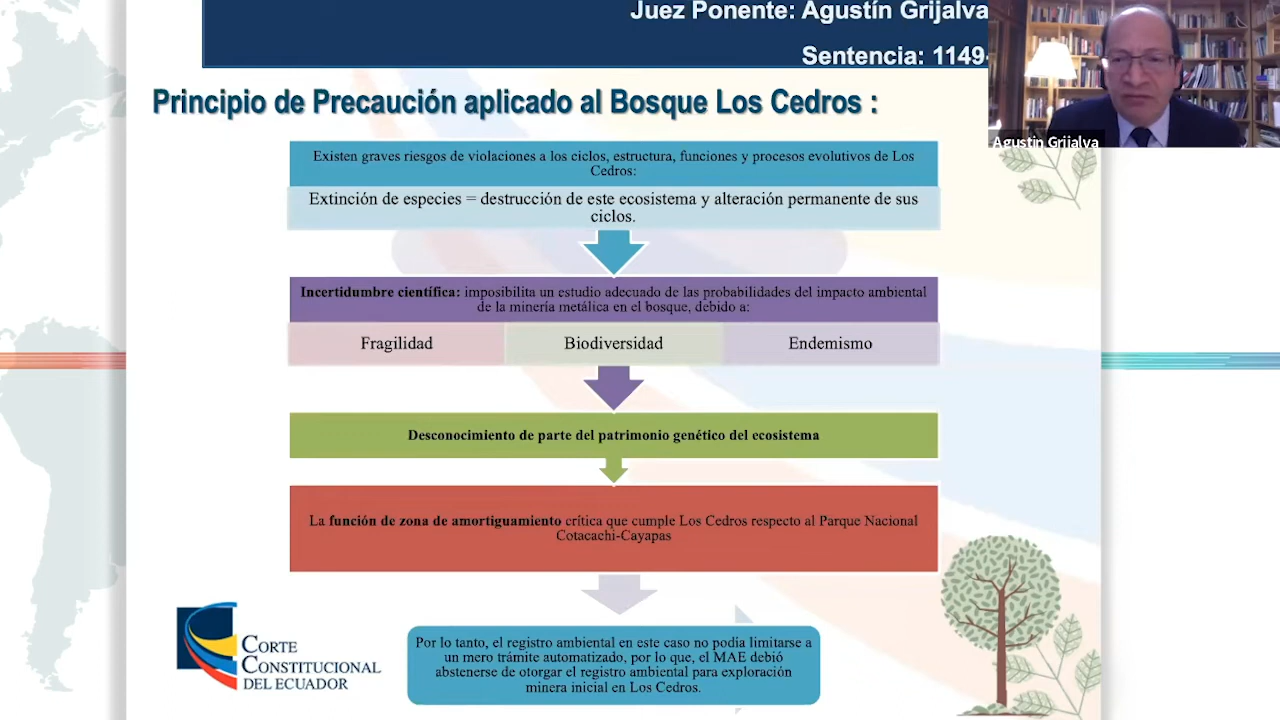 Juez Ponente: Agustín Grijalva
Sentencia: 1149-
Agustín Grijalva
Principio de Precaución aplicado al Bosque Los Cedros :
Existen graves riesgos de violaciones a los ciclos, estructura, funciones y procesos evolutivos de Los
Cedros:
Extinción de especies = destrucción de este ecosistema y alteración permanente de sus
ciclos.
Incertidumbre científica: imposibilita un estudio adecuado de las probabilidades del impacto ambiental
de la minería metálica en el bosque, debido a:
Fragilidad
Biodiversidad
Endemismo
Desconocimiento de parte del patrimonio genético del ecosistema
La función de zona de amortiguamiento crítica que cumple Los Cedros respecto al Parque Nacional
Cotacachi-Cayapas
Por lo tanto, el registro ambiental en este caso no podía limitarse a
un mero trámite automatizado, por lo que, el MAE debió
abstenerse de otorgar el registro ambiental para exploración
minera inicial en Los Cedros.
CORTE
CONSTITUCIONAL
DEL ECUADOR